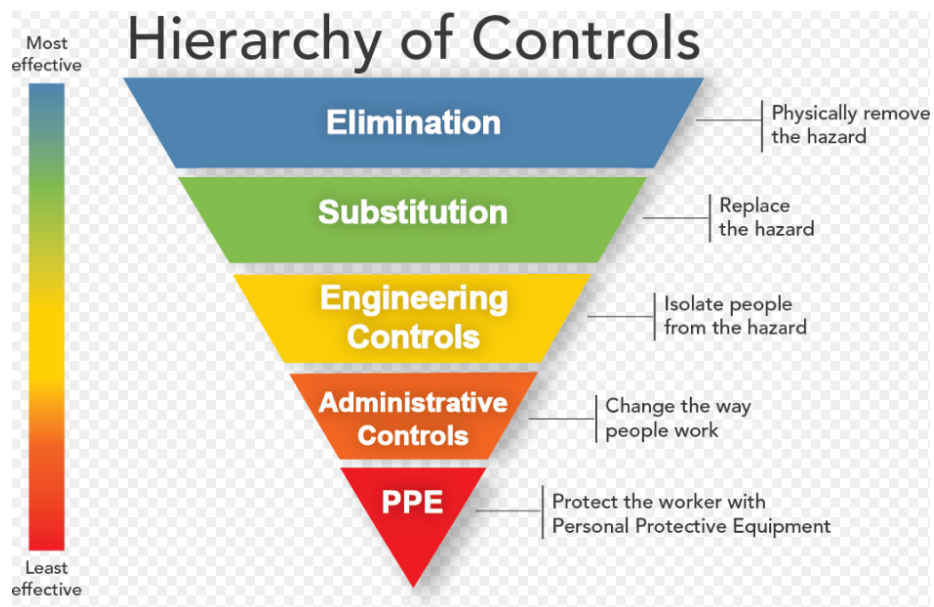 Hierarchy of Controls
Most
effective
Elimination
Physically remove
the hazard
Substitution
Replace
the hazard
Engineering
Controls
Isolate people
from the hazard
Administrative
Controls
Change the way
people work
PPE
Protect the worker with
Personal Protective Equipment
Least
effective